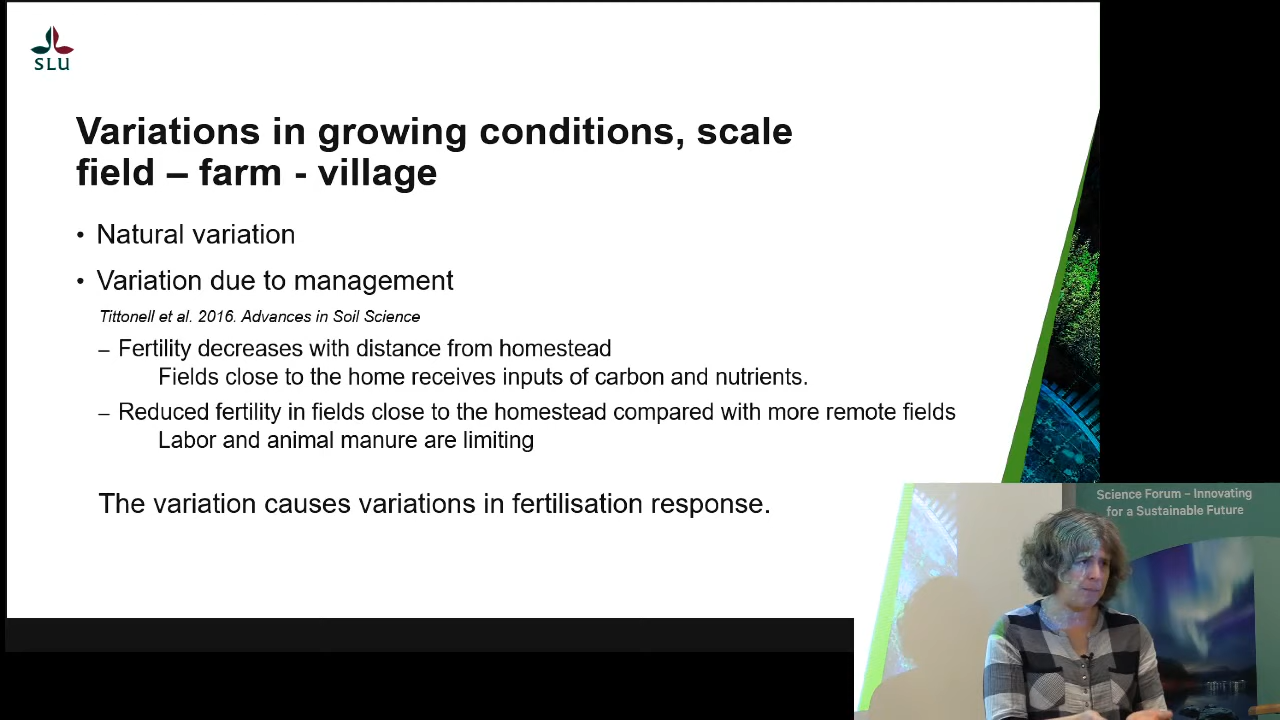 SLU
Variations in growing conditions, scale
field – farm - village
• Natural variation
• Variation due to management
Tittonell et al. 2016. Advances in Soil Science
– Fertility decreases with distance from homestead
Fields close to the home receives inputs of carbon and nutrients.
– Reduced fertility in fields close to the homestead compared with more remote fields
Labor and animal manure are limiting
The variation causes variations in fertilisation response.
Science Forum – Innovating
for a Sustainable Future